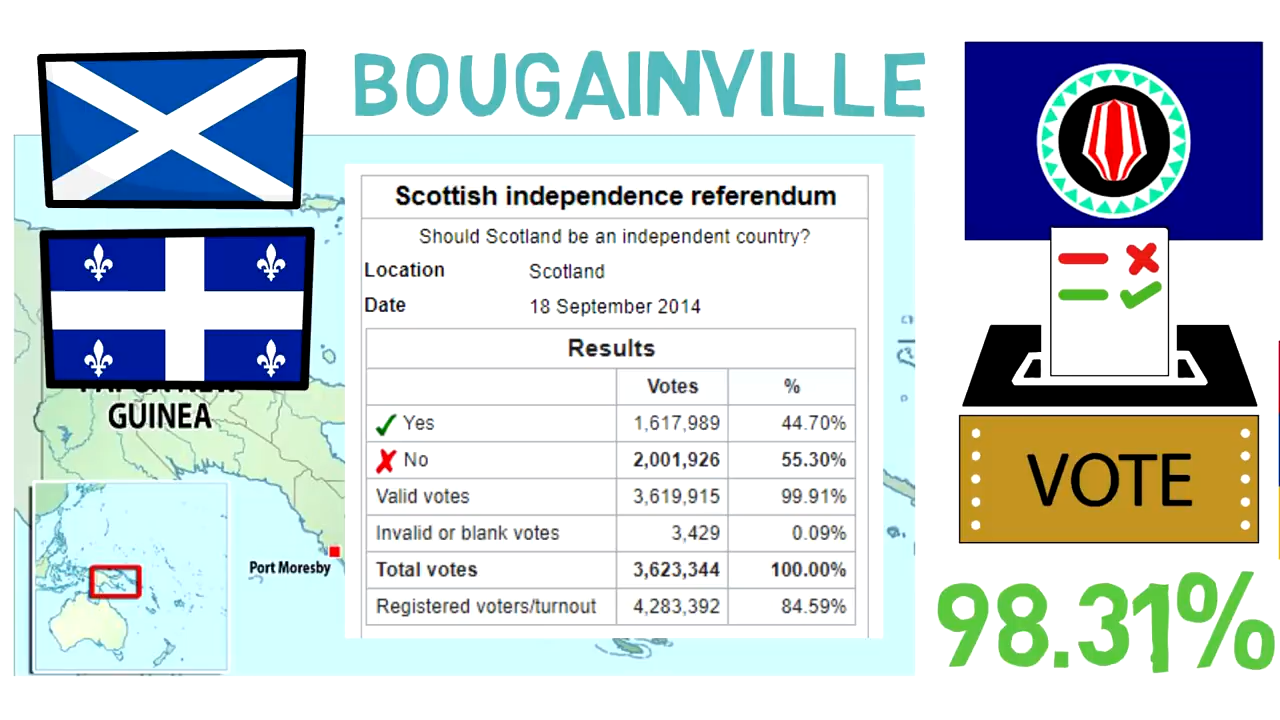 BOUGAINVILLE
Scottish independence referendum
Should Scotland be an independent country?
Location Scotland
Date 18 September 2014
Results
Votes %
Yes 1,617,989 44.70%
No 2,001,926 55.30%
Valid votes 3,619,915 99.91%
Invalid or blank votes 3,429 0.09%
Total votes 3,623,344 100.00%
Registered voters/turnout 4,283,392 84.59%
GUINEA
Port Moresby
VOTE
98.31%